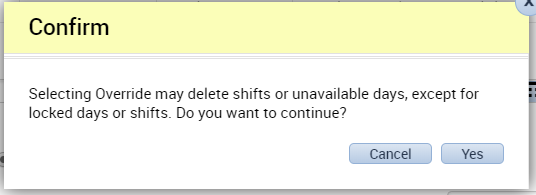 Confirm
Selecting Override may delete shifts or unavailable days, except for
locked days or shifts. Do you want to continue?
Cancel Yes